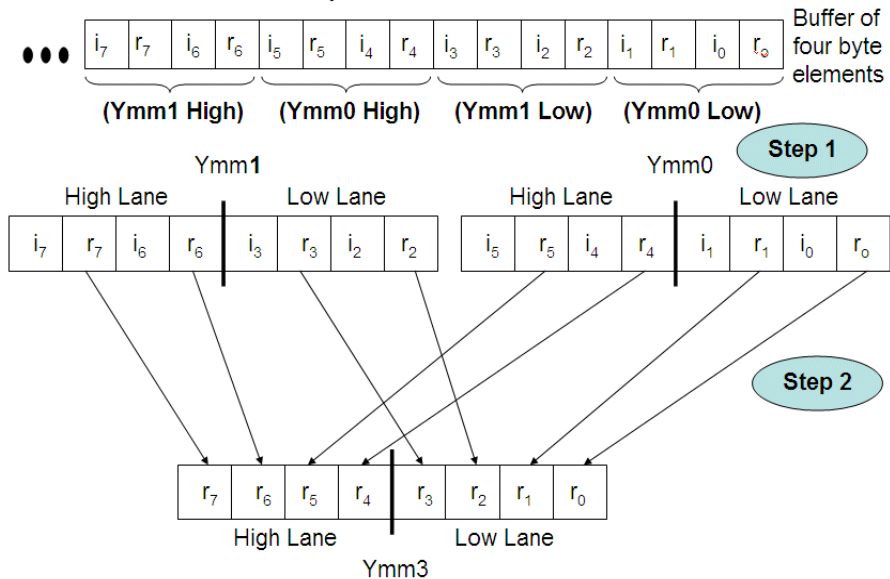 i₇ r₇ i₆ r₆ i₅ r₅ i₄ r₄ i₃ r₃ i₂ r₂ i₁ r₁ i₀ rₒ
Buffer of
four byte
elements
(Ymm1 High) (Ymm0 High) (Ymm1 Low) (Ymm0 Low)
Step 1
Ymm1 Ymm0
High Lane Low Lane High Lane Low Lane
i₇ r₇ i₆ r₆ i₃ r₃ i₂ r₂ i₅ r₅ i₄ r₄ i₁ r₁ i₀ rₒ
Step 2
r₇ r₆ r₅ r₄ r₃ r₂ r₁ r₀
High Lane Low Lane
Ymm3